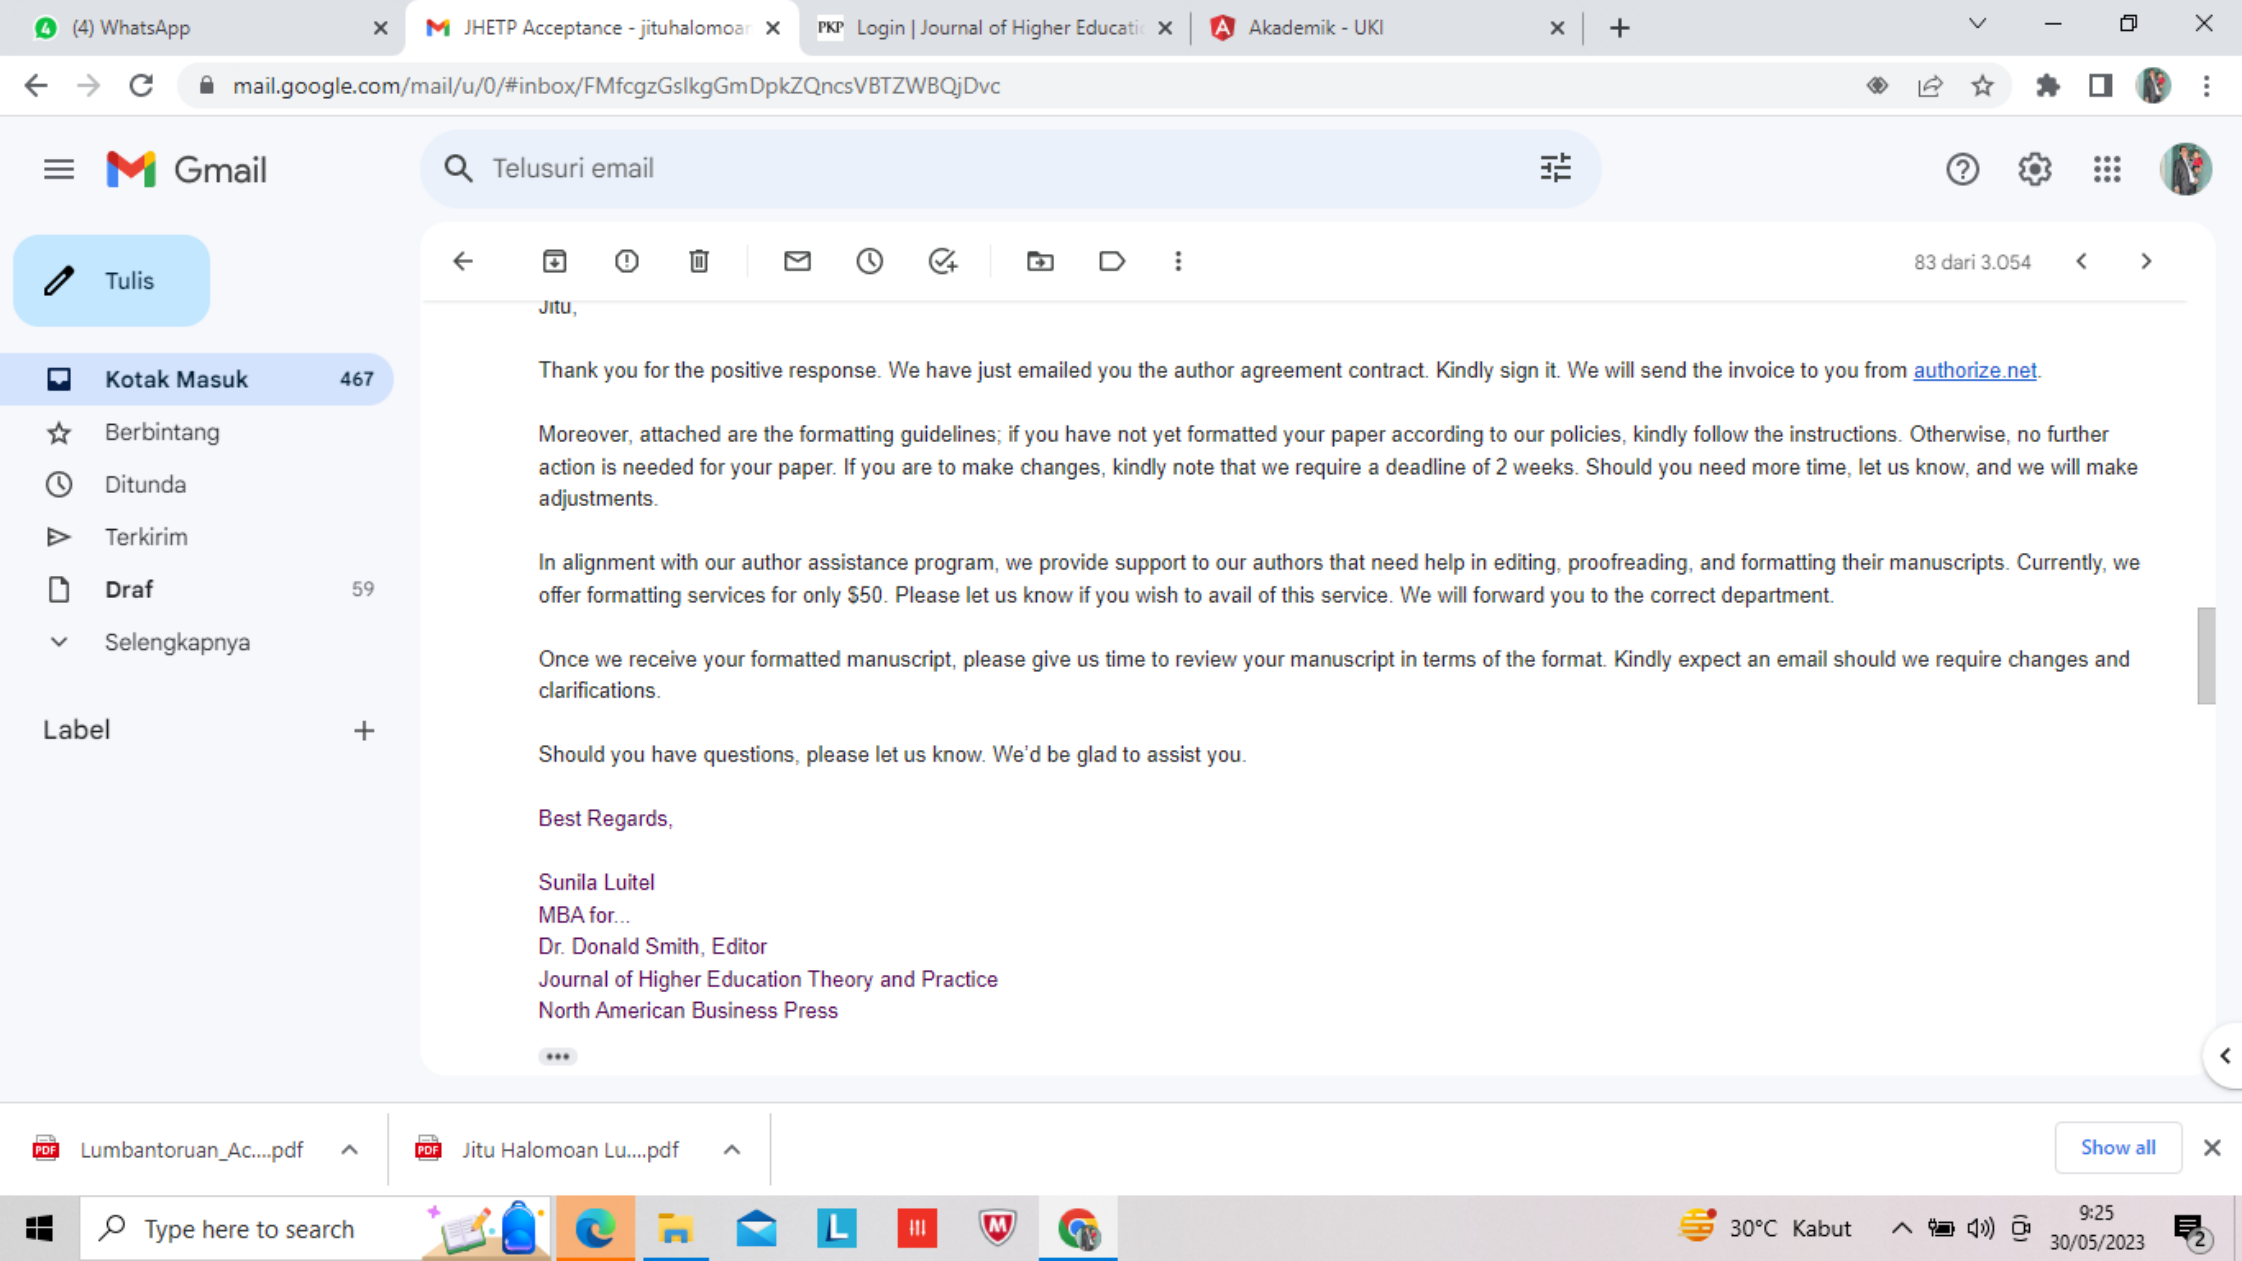 (4) WhatsApp
JHETP Acceptance - jituhalomoar
PKP Login | Journal of Higher Educatio
Akademik - UKI
mail.google.com/mail/u/0/#inbox/FMfcgzGslkgGmDpkZQncsVBTZWBQjDvc
Gmail
Telusuri email
Tulis
83 dari 3.054
Kotak Masuk 467
Berbintang
Ditunda
Terkirim
Draf 59
Selengkapnya
Label
Jitu,
Thank you for the positive response. We have just emailed you the author agreement contract. Kindly sign it. We will send the invoice to you from authorize.net.
Moreover, attached are the formatting guidelines; if you have not yet formatted your paper according to our policies, kindly follow the instructions. Otherwise, no further
action is needed for your paper. If you are to make changes, kindly note that we require a deadline of 2 weeks. Should you need more time, let us know, and we will make
adjustments.
In alignment with our author assistance program, we provide support to our authors that need help in editing, proofreading, and formatting their manuscripts. Currently, we
offer formatting services for only $50. Please let us know if you wish to avail of this service. We will forward you to the correct department.
Once we receive your formatted manuscript, please give us time to review your manuscript in terms of the format. Kindly expect an email should we require changes and
clarifications.
Should you have questions, please let us know. We'd be glad to assist you.
Best Regards,
Sunila Luitel
MBA for...
Dr. Donald Smith, Editor
Journal of Higher Education Theory and Practice
North American Business Press
Lumbantoruan_Ac....pdf
Jitu Halomoan Lu....pdf
Show all
Type here to search
30°C Kabut
9:25
30/05/2023
2